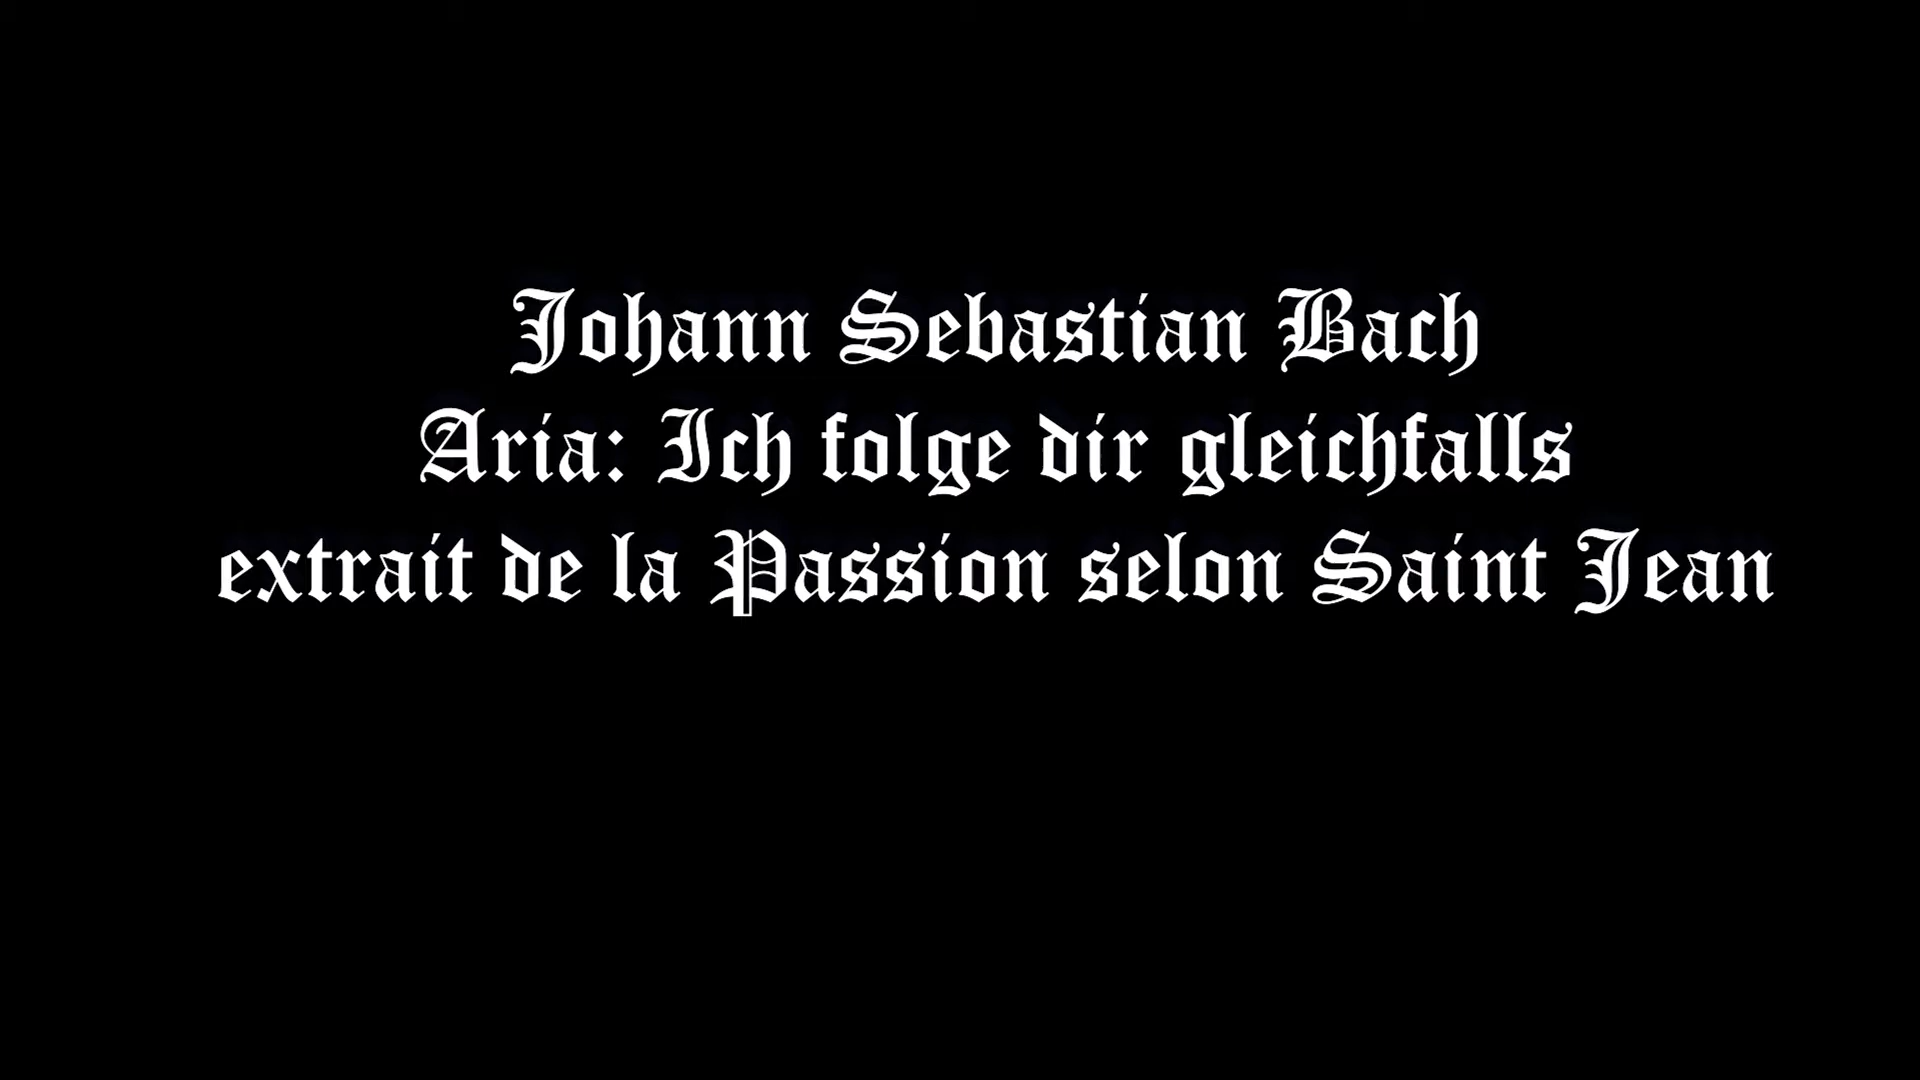 Johann Sebastian Bach
Aria: Ich folge dir gleichfalls
extrait de la Passion selon Saint Jean